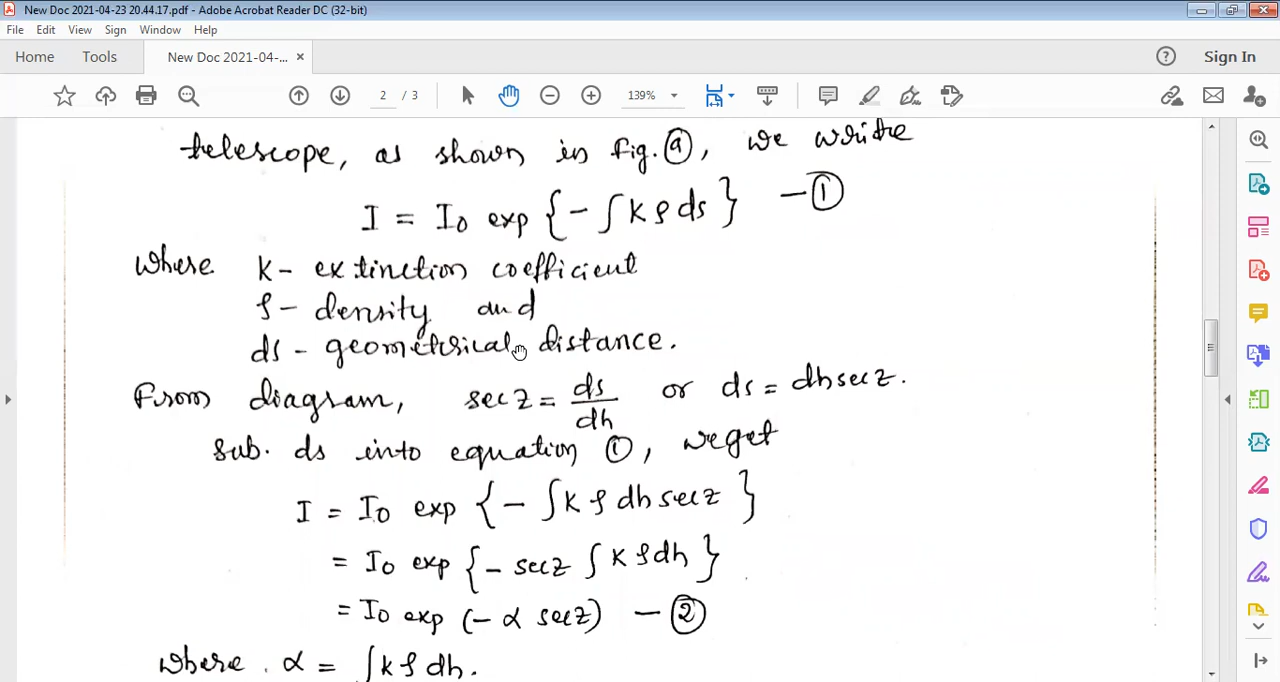 New Doc 2021-04-23 20.44.17.pdf - Adobe Acrobat Reader DC (32-bit)
File Edit View Sign Window Help
Home Tools New Doc 2021-04-... × Sign In
2 / 3 139%
telescope, as shown in fig. ⓐ, we write
I = I₀ exp {- ∫ K ρ ds} - ①
Where K - extinction coefficient
ρ - density and
ds - geometrical distance.
From diagram, sec z = ds/dh or ds = dh sec z.
sub. ds into equation ①, we get
I = I₀ exp {- ∫ K ρ dh sec z}
= I₀ exp {- sec z ∫ K ρ dh}
= I₀ exp (- α sec z) - ②
where. α = ∫ K ρ dh.